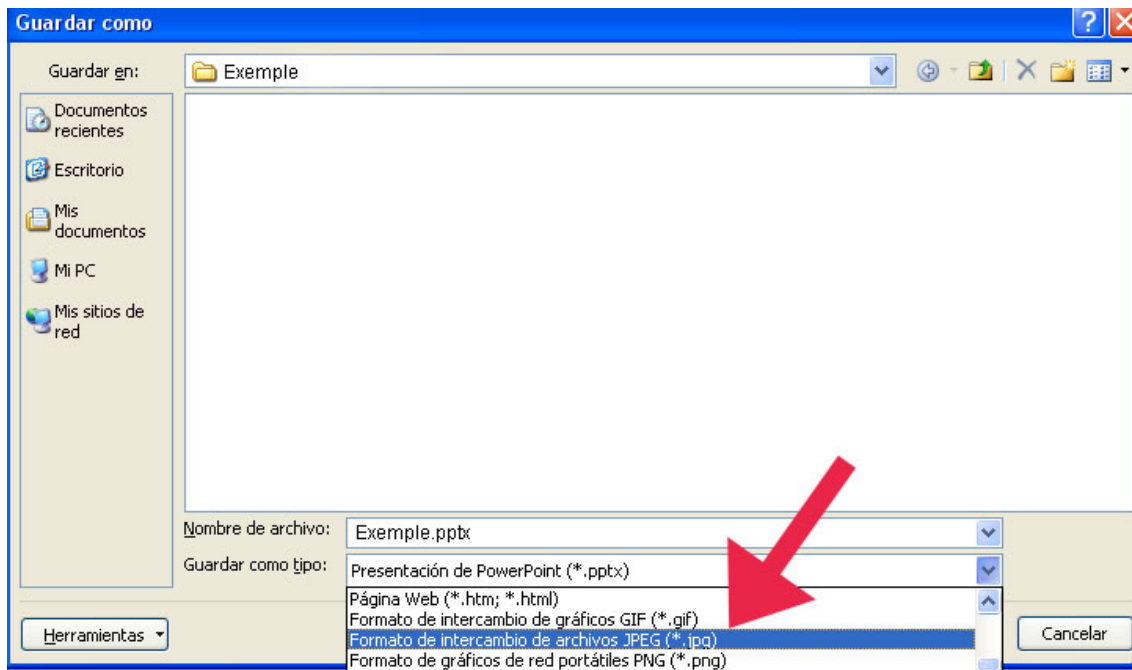 Guardar como
Guardar en:
Exemple
Documentos
recientes
Escritorio
Mis
documentos
Mi PC
Mis sitios de
red
Nombre de archivo:
Exemple.pptx
Guardar como tipo:
Presentación de PowerPoint (*.pptx)
Página Web (*.htm; *.html)
Formato de intercambio de gráficos GIF (*.gif)
Formato de intercambio de archivos JPEG (*.jpg)
Formato de gráficos de red portátiles PNG (*.png)
Herramientas
Cancelar